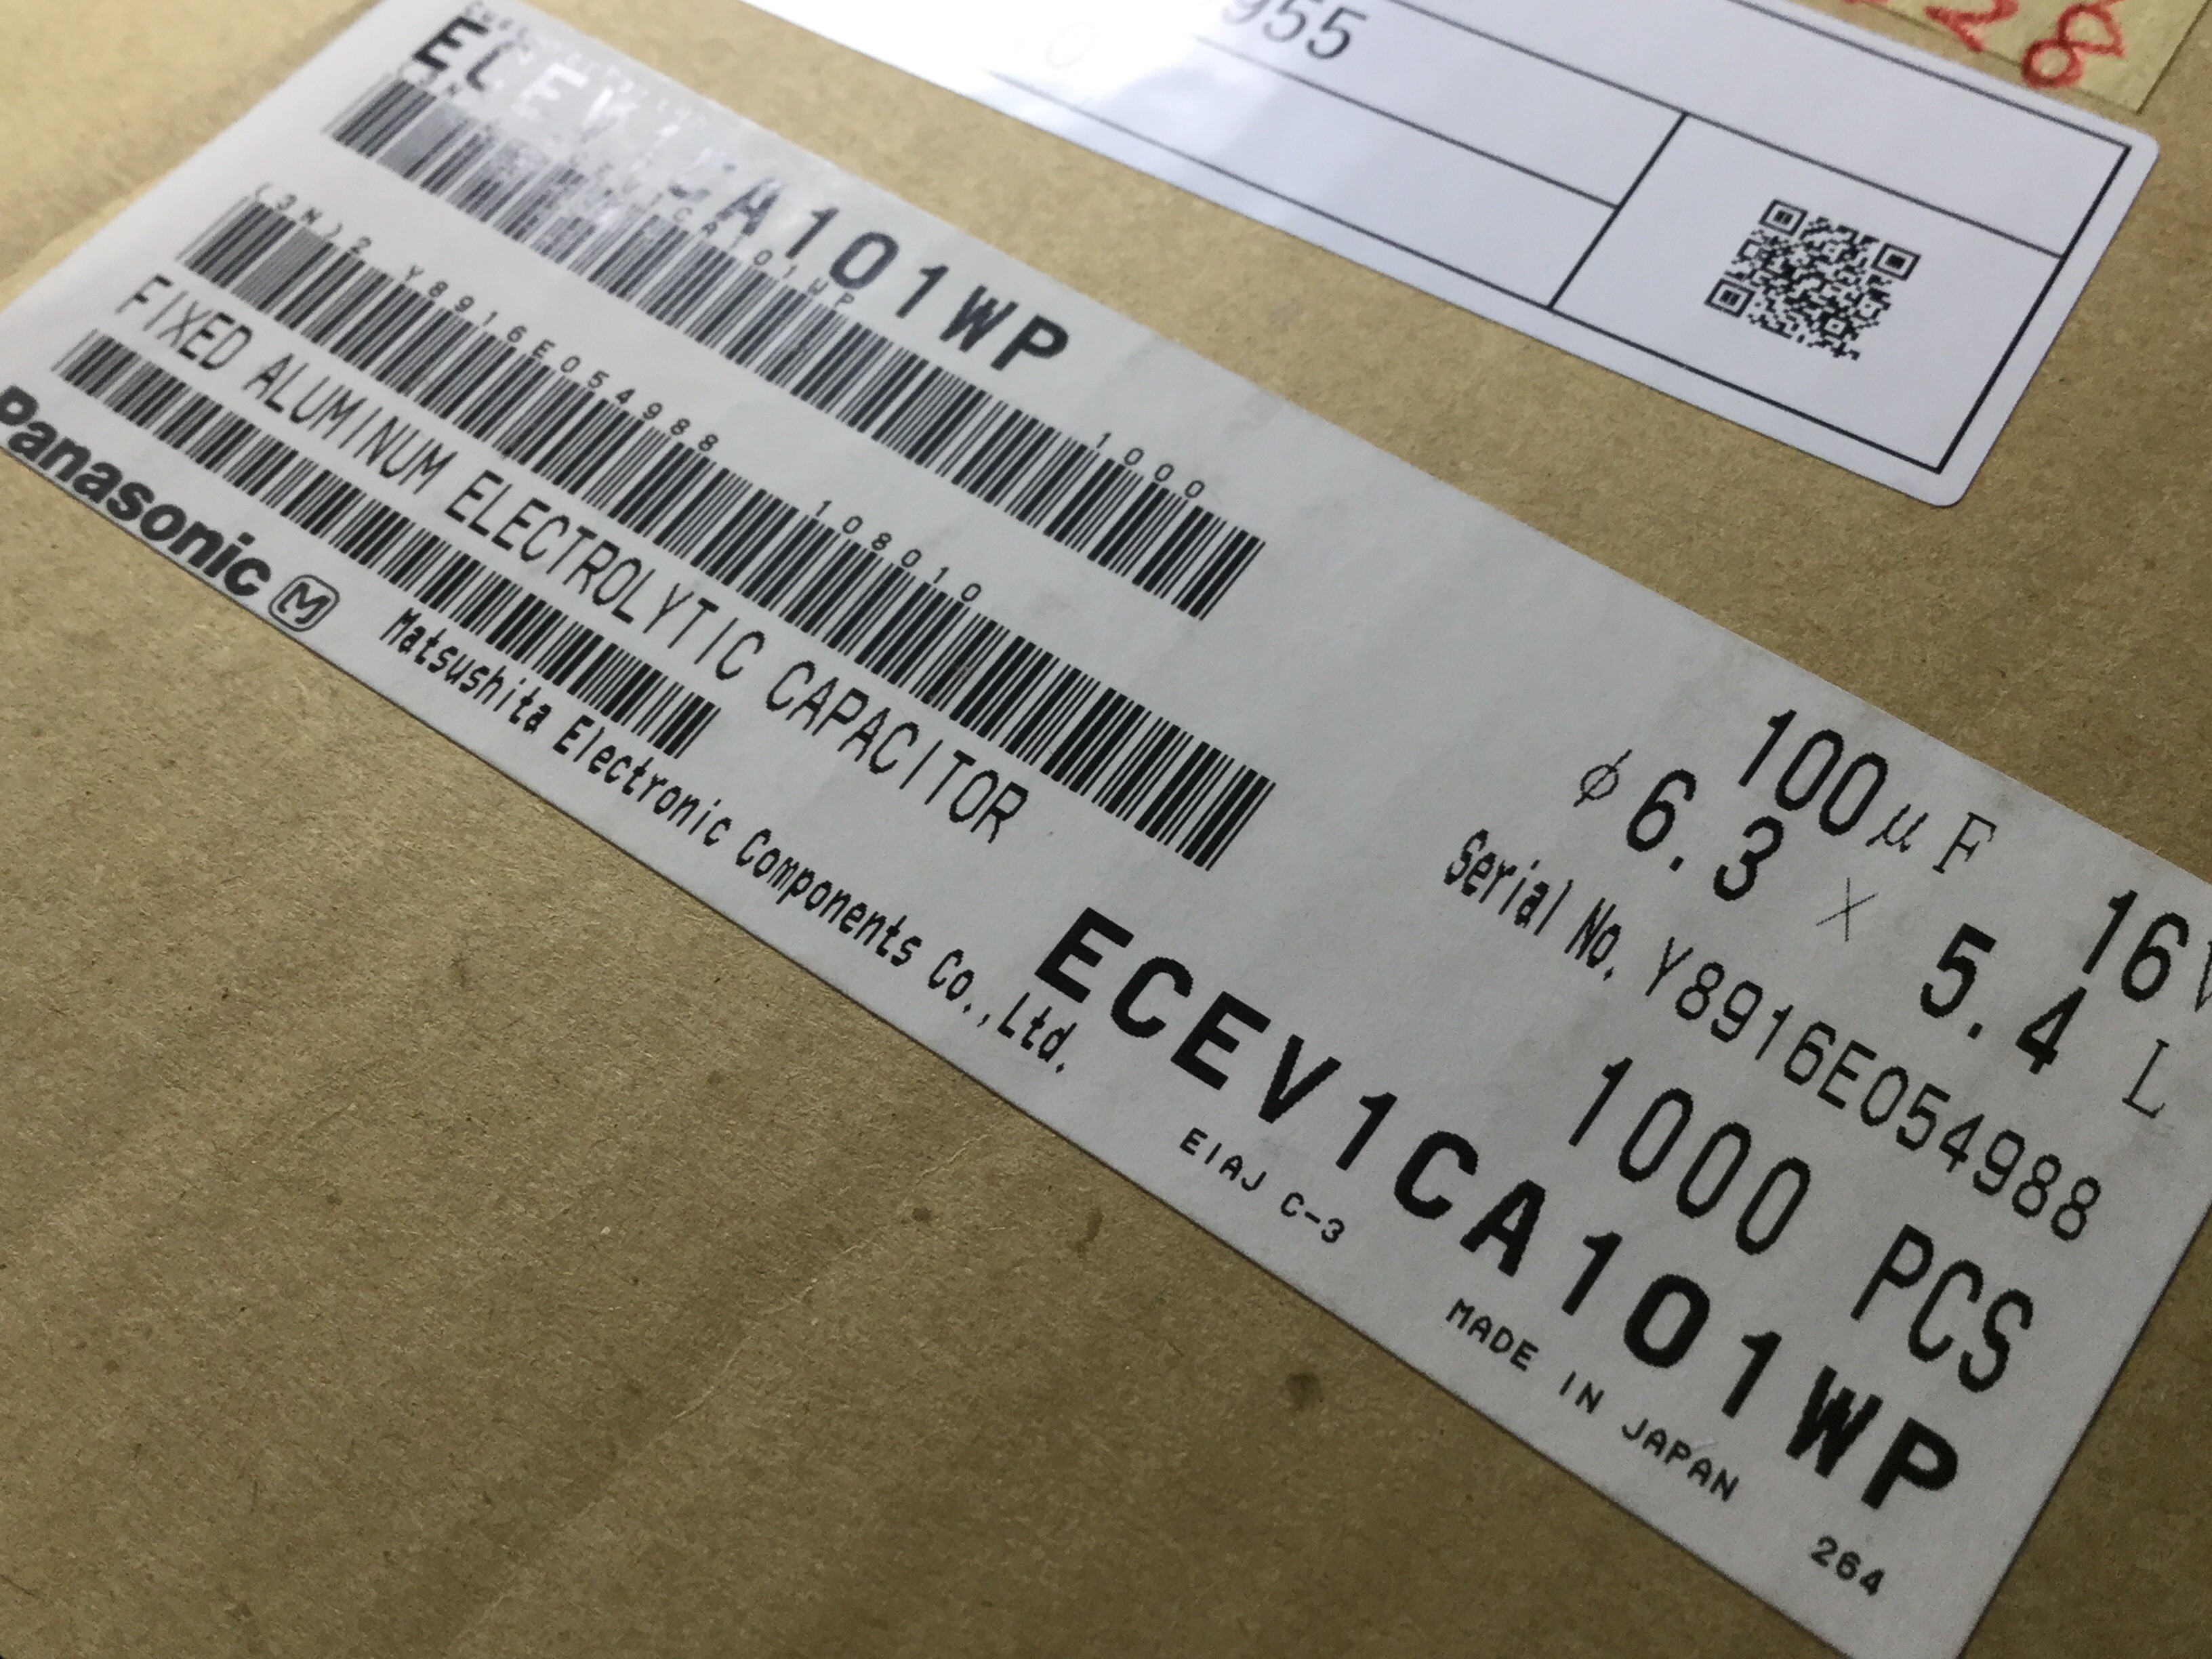 955
28
ECEV1CA101WP
1000
(3N)2 Y8916E054988 108010
FIXED ALUMINUM ELECTROLYTIC CAPACITOR
Panasonic
Matsushita Electronic Components Co.,Ltd.
100μF 16V
φ6.3 × 5.4 L
Serial No. Y8916E054988
1000 PCS
ECEV1CA101WP
EIAJ C-3 MADE IN JAPAN 264